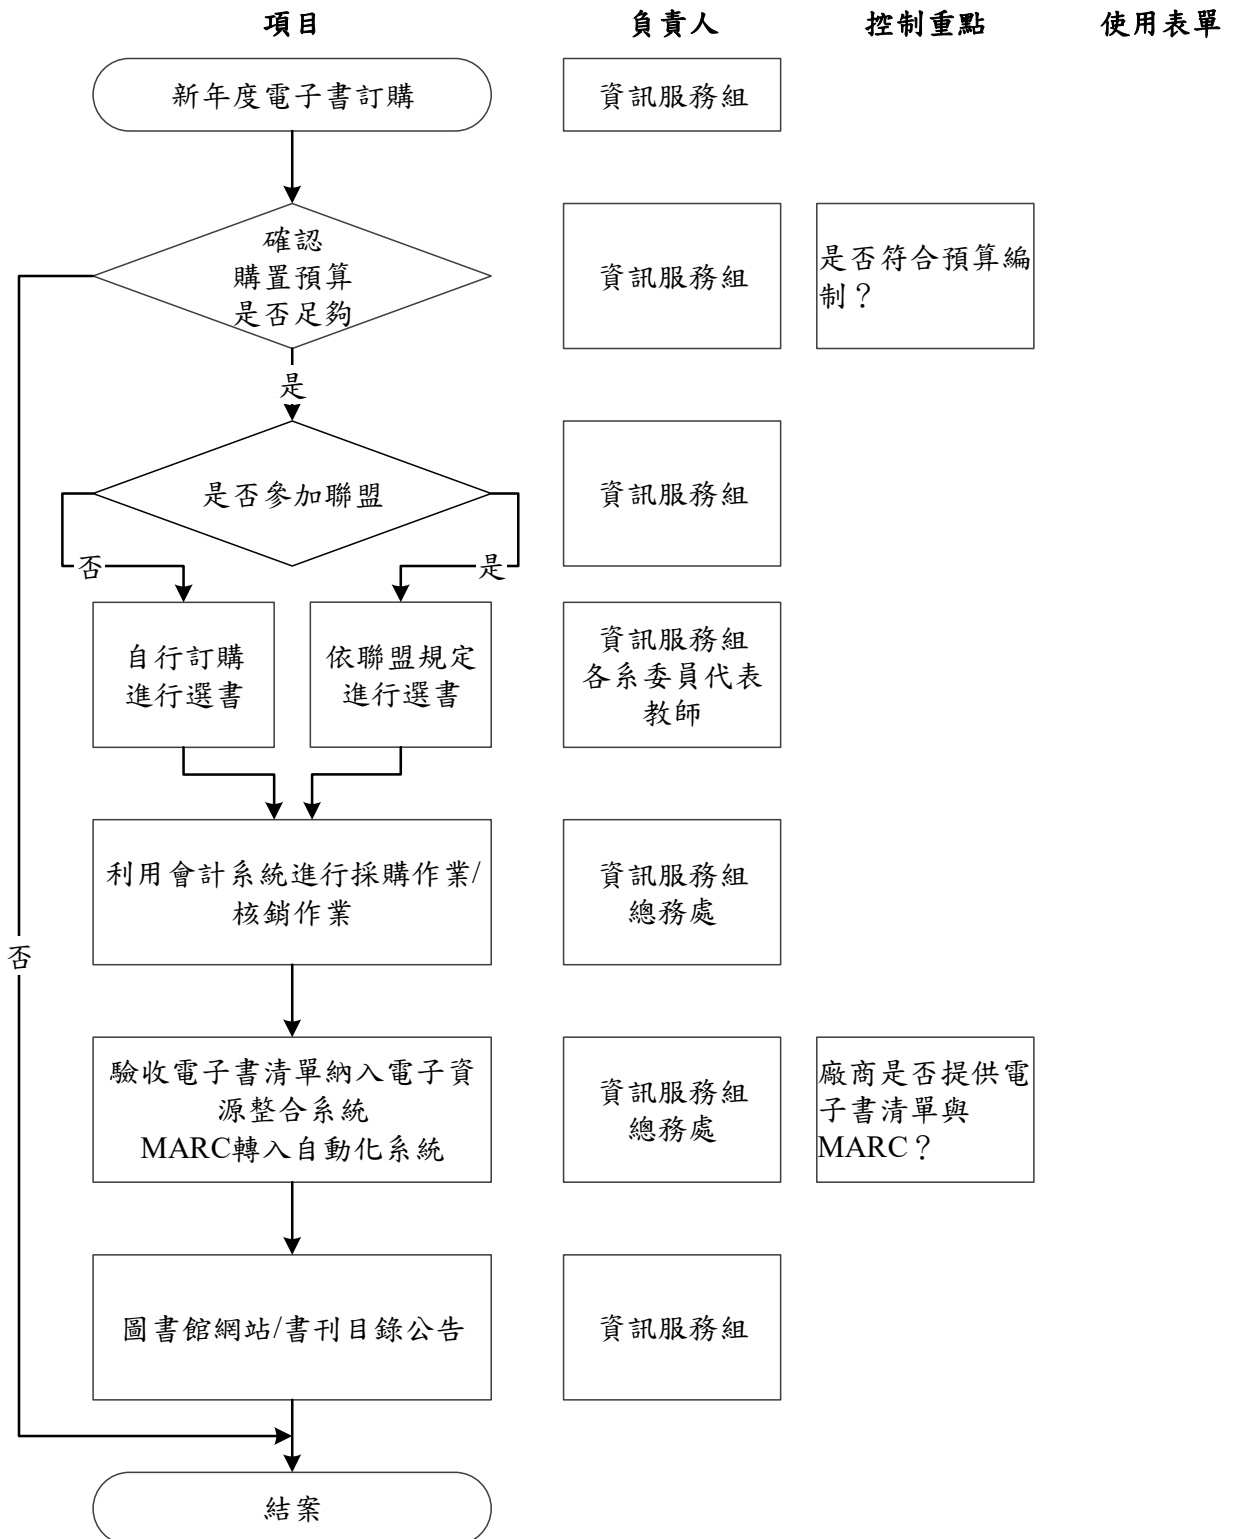 項目 負責人 控制重點 使用表單
新年度電子書訂購
資訊服務組
確認
購置預算
是否足夠
資訊服務組
是否符合預算編
制？
是
是否參加聯盟
資訊服務組
否
是
自行訂購
進行選書
依聯盟規定
進行選書
資訊服務組
各系委員代表
教師
利用會計系統進行採購作業/
核銷作業
資訊服務組
總務處
否
驗收電子書清單納入電子資
源整合系統
MARC轉入自動化系統
資訊服務組
總務處
廠商是否提供電
子書清單與
MARC？
圖書館網站/書刊目錄公告
資訊服務組
結案